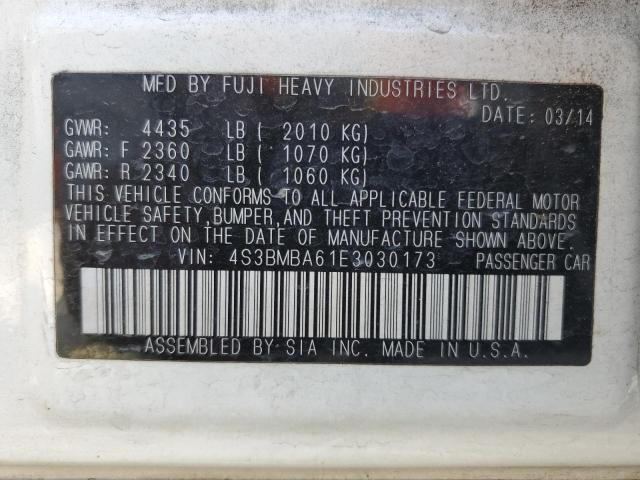 MFD BY FUJI HEAVY INDUSTRIES LTD.
DATE: 03/14
GVWR: 4435 LB ( 2010 KG)
GAWR: F 2360 LB ( 1070 KG)
GAWR: R 2340 LB ( 1060 KG)
THIS VEHICLE CONFORMS TO ALL APPLICABLE FEDERAL MOTOR
VEHICLE SAFETY, BUMPER, AND THEFT PREVENTION STANDARDS
IN EFFECT ON THE DATE OF MANUFACTURE SHOWN ABOVE.
VIN: 4S3BMBA61E3030173 PASSENGER CAR
ASSEMBLED BY SIA INC. MADE IN U.S.A.